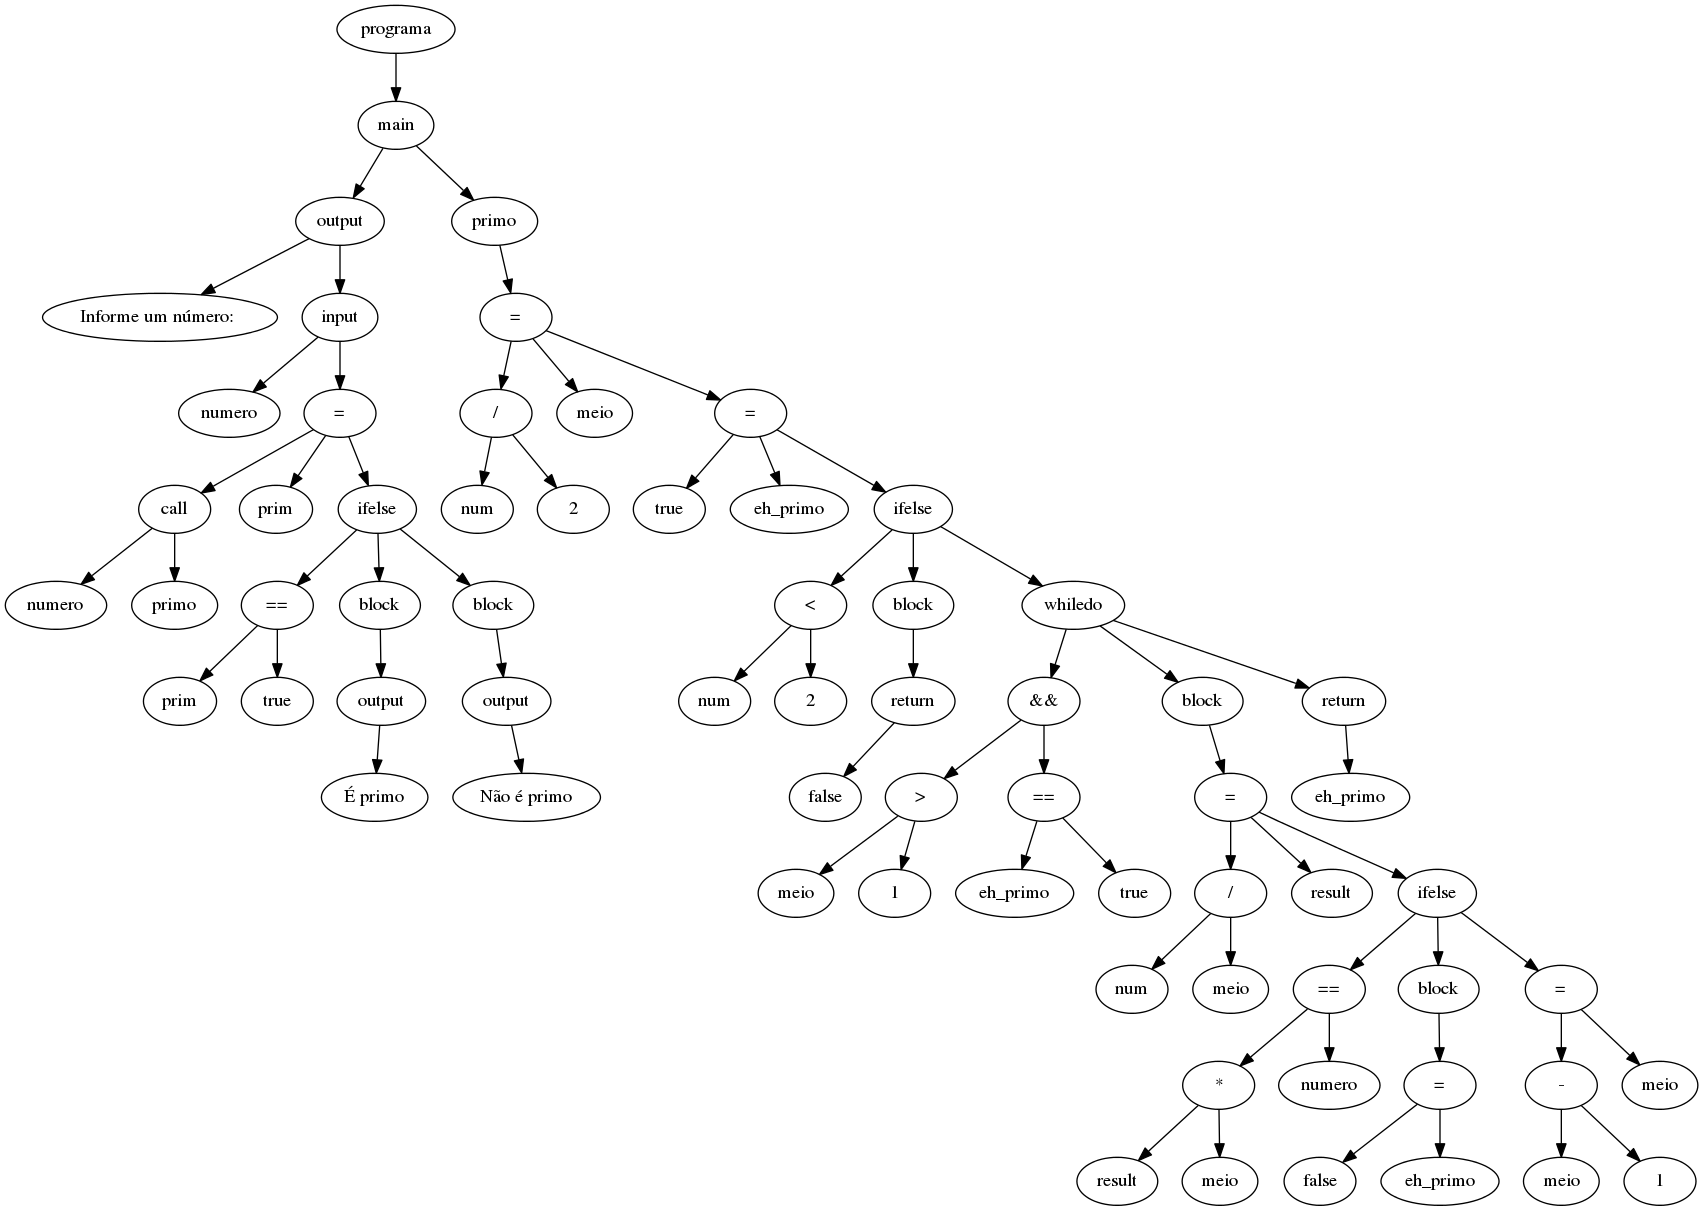 programa
main
output
primo
Informe um número:
input
=
numero
=
/
meio
=
call
prim
ifelse
num
2
true
eh_primo
ifelse
numero
primo
==
block
block
<
block
whiledo
prim
true
output
output
num
2
return
&&
block
return
É primo
Não é primo
false
>
==
=
eh_primo
meio
1
eh_primo
true
/
result
ifelse
num
meio
==
block
=
*
numero
=
-
meio
result
meio
false
eh_primo
meio
1